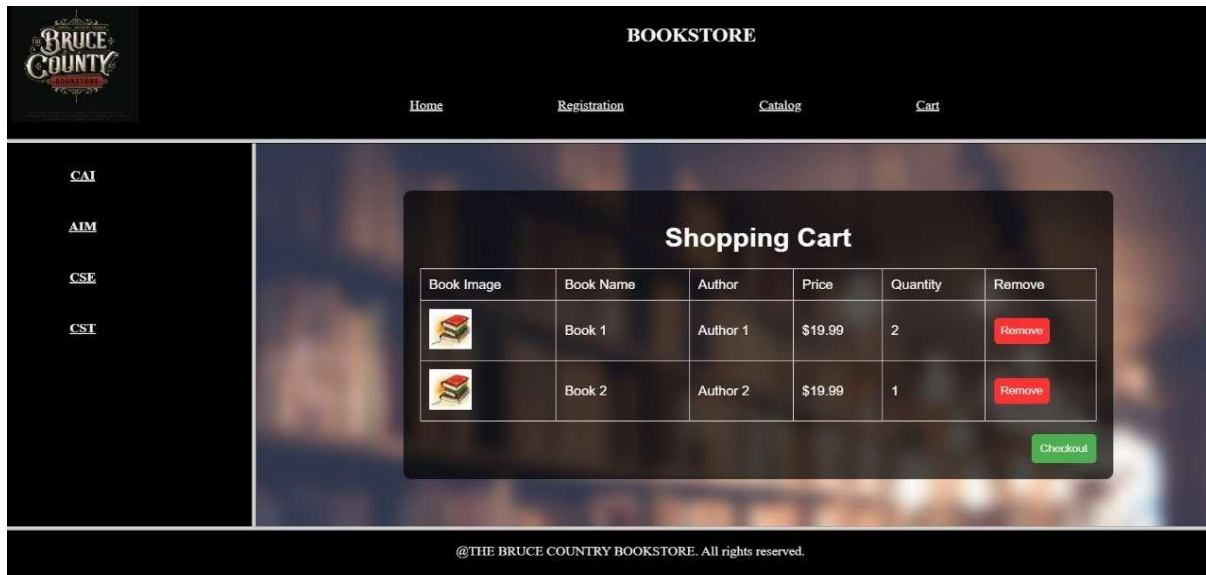 THE BRUCE
COUNTY
BOOKSTORE
BOOKSTORE
Home Registration Catalog Cart
CAI
AIM
CSE
CST
Shopping Cart
Book Image Book Name Author Price Quantity Remove
Book 1 Author 1 $19.99 2 Remove
Book 2 Author 2 $19.99 1 Remove
Checkout
@THE BRUCE COUNTRY BOOKSTORE. All rights reserved.